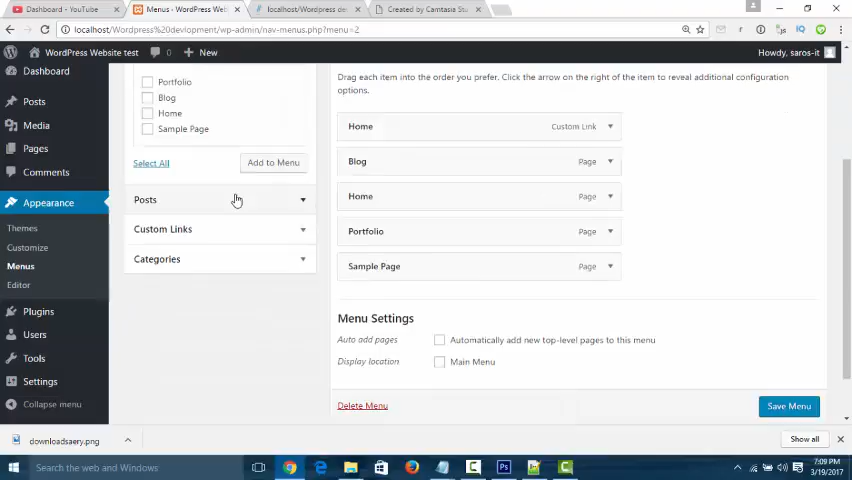 Dashboard - YouTube
Menus - WordPress Websit
localhost/Wordpress dev
Created by Camtasia Studio
localhost/Wordpress%20devlopment/wp-admin/nav-menus.php?menu=2
WordPress Website test
0
New
Howdy, saros-it
Dashboard
Posts
Media
Pages
Comments
Appearance
Themes
Customize
Menus
Editor
Plugins
Users
Tools
Settings
Collapse menu
Portfolio
Blog
Home
Sample Page
Select All
Add to Menu
Posts
Custom Links
Categories
Drag each item into the order you prefer. Click the arrow on the right of the item to reveal additional configuration
options.
Home Custom Link
Blog Page
Home Page
Portfolio Page
Sample Page Page
Menu Settings
Auto add pages Automatically add new top-level pages to this menu
Display location Main Menu
Delete Menu
Save Menu
downloadsaery.png
Show all
Search the web and Windows
7:09 PM
3/19/2017